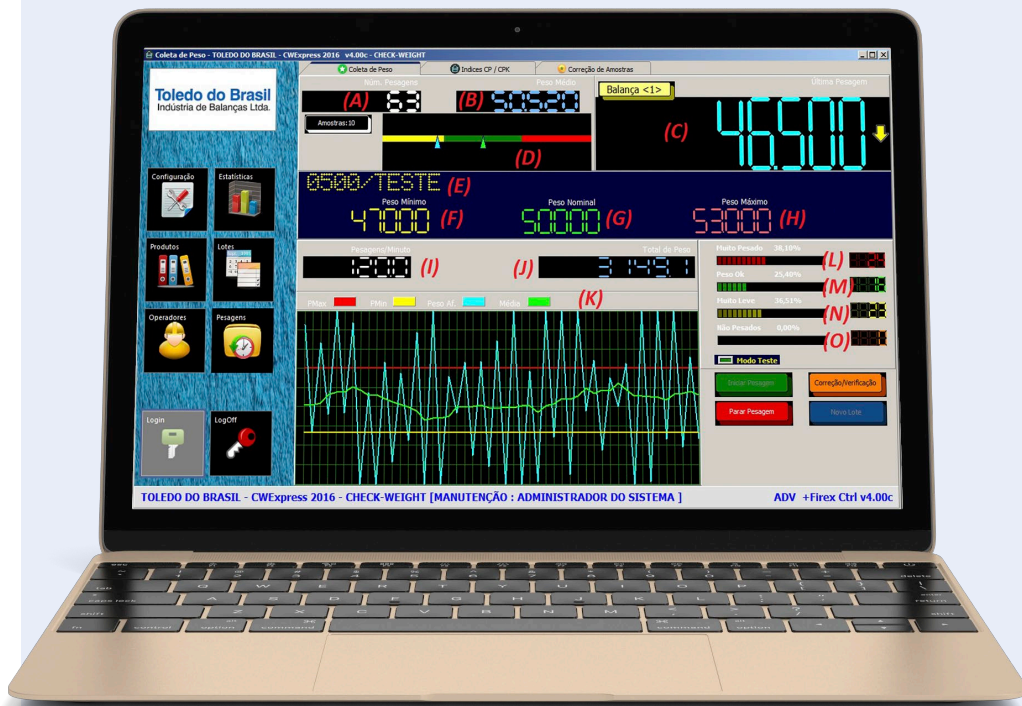 Coleta de Peso - TOLEDO DO BRASIL - CWExpress 2016 v4.00c - CHECK-WEIGHT
Coleta de Peso
Indices CP / CPK
Correção de Amostras
Toledo do Brasil
Indústria de Balanças Ltda.
Núm. Pesagens
(A) 63
Peso Médio
(B) 50.520
Balança <1>
Última Pesagem
(C) 46.500
Amostras:10
(D)
0500/TESTE (E)
Peso Mínimo
47000 (F)
Peso Nominal
50000 (G)
Peso Máximo
53000 (H)
Configuração
Estatísticas
Produtos
Lotes
Operadores
Pesagens
Login
LogOff
Pesagens/Minuto
(I)
Total de Peso
(J)
PMax
PMin
Peso Af.
Média
(K)
Muito Pesado 38,10%
(L) 24
Peso Ok 25,40%
(M)
Muito Leve 36,51%
(N) 23
Não Pesados 0,00%
(O)
Modo Teste
Iniciar Pesagem
Correção/Verificação
Parar Pesagem
Novo Lote
TOLEDO DO BRASIL - CWExpress 2016 - CHECK-WEIGHT [MANUTENÇÃO : ADMINISTRADOR DO SISTEMA ]
ADV +Firex Ctrl v4.00c